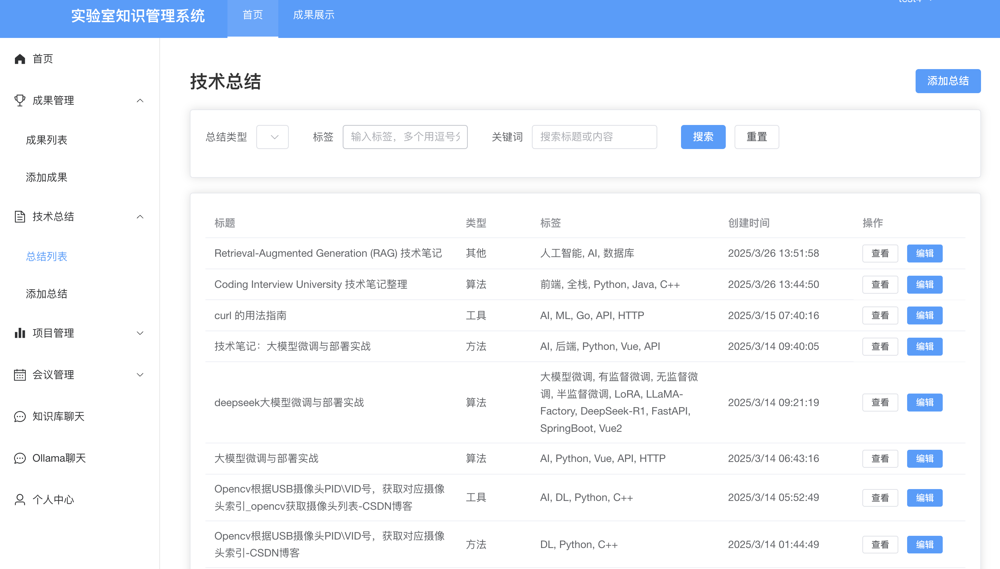 实验室知识管理系统
首页
成果展示
首页
成果管理
成果列表
添加成果
技术总结
总结列表
添加总结
项目管理
会议管理
知识库聊天
Ollama聊天
个人中心
技术总结
添加总结
总结类型
标签
输入标签，多个用逗号
关键词
搜索标题或内容
搜索
重置
标题 类型 标签 创建时间 操作
Retrieval-Augmented Generation (RAG) 技术笔记 其他 人工智能, AI, 数据库 2025/3/26 13:51:58 查看 编辑
Coding Interview University 技术笔记整理 算法 前端, 全栈, Python, Java, C++ 2025/3/26 13:44:50 查看 编辑
curl 的用法指南 工具 AI, ML, Go, API, HTTP 2025/3/15 07:40:16 查看 编辑
技术笔记：大模型微调与部署实战 方法 AI, 后端, Python, Vue, API 2025/3/14 09:40:05 查看 编辑
deepseek大模型微调与部署实战 算法
大模型微调, 有监督微调, 无监督微
调, 半监督微调, LoRA, LLaMA-
Factory, DeepSeek-R1, FastAPI,
SpringBoot, Vue2
2025/3/14 09:21:19 查看 编辑
大模型微调与部署实战 算法 AI, Python, Vue, API, HTTP 2025/3/14 06:43:16 查看 编辑
Opencv根据USB摄像头PID\VID号，获取对应摄像
头索引_opencv获取摄像头列表-CSDN博客
工具 AI, DL, Python, C++ 2025/3/14 05:52:49 查看 编辑
Opencv根据USB摄像头PID\VID号，获取对应摄像
头索引-CSDN博客
方法 DL, Python, C++ 2025/3/14 01:44:49 查看 编辑